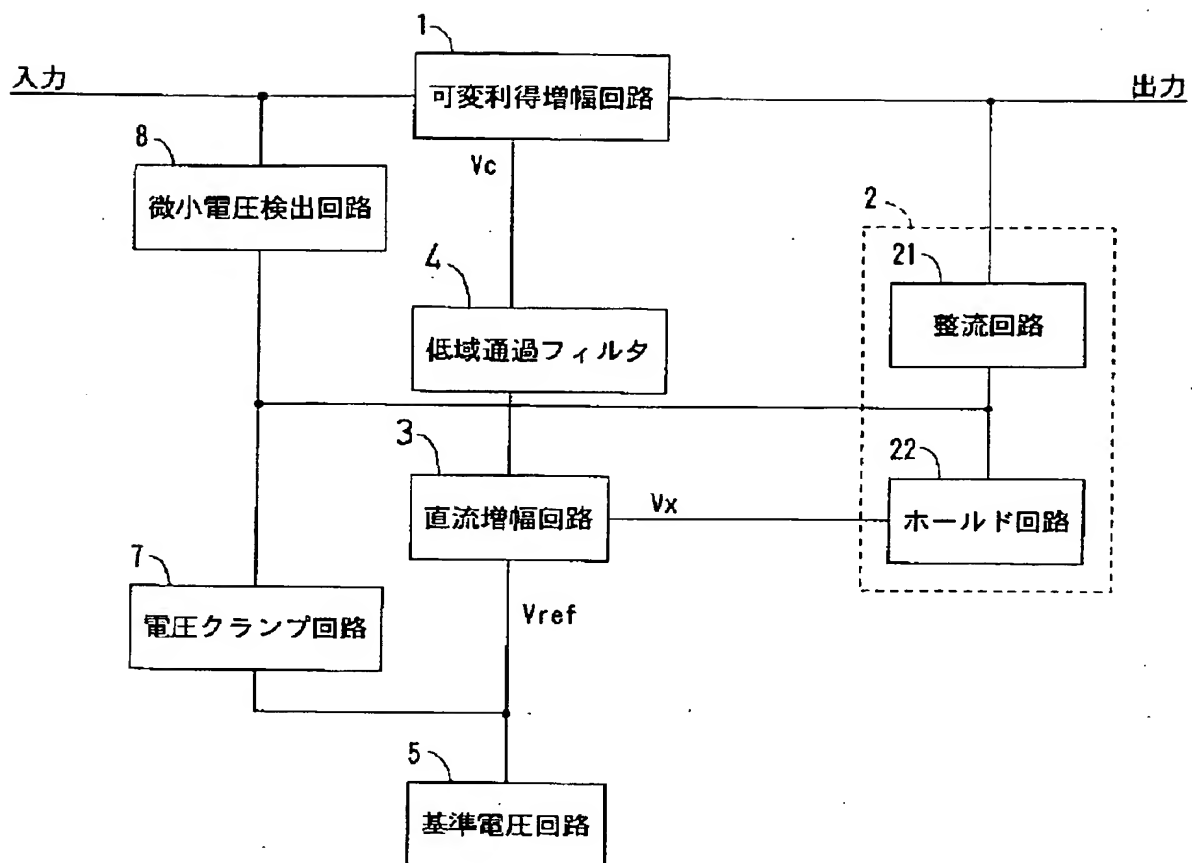 1
入力
可変利得増幅回路
出力
8
Vc
微小電圧検出回路
2
21
4
整流回路
低域通過フィルタ
3
22
直流増幅回路
Vx
ホールド回路
7
電圧クランプ回路
Vref
5
基準電圧回路